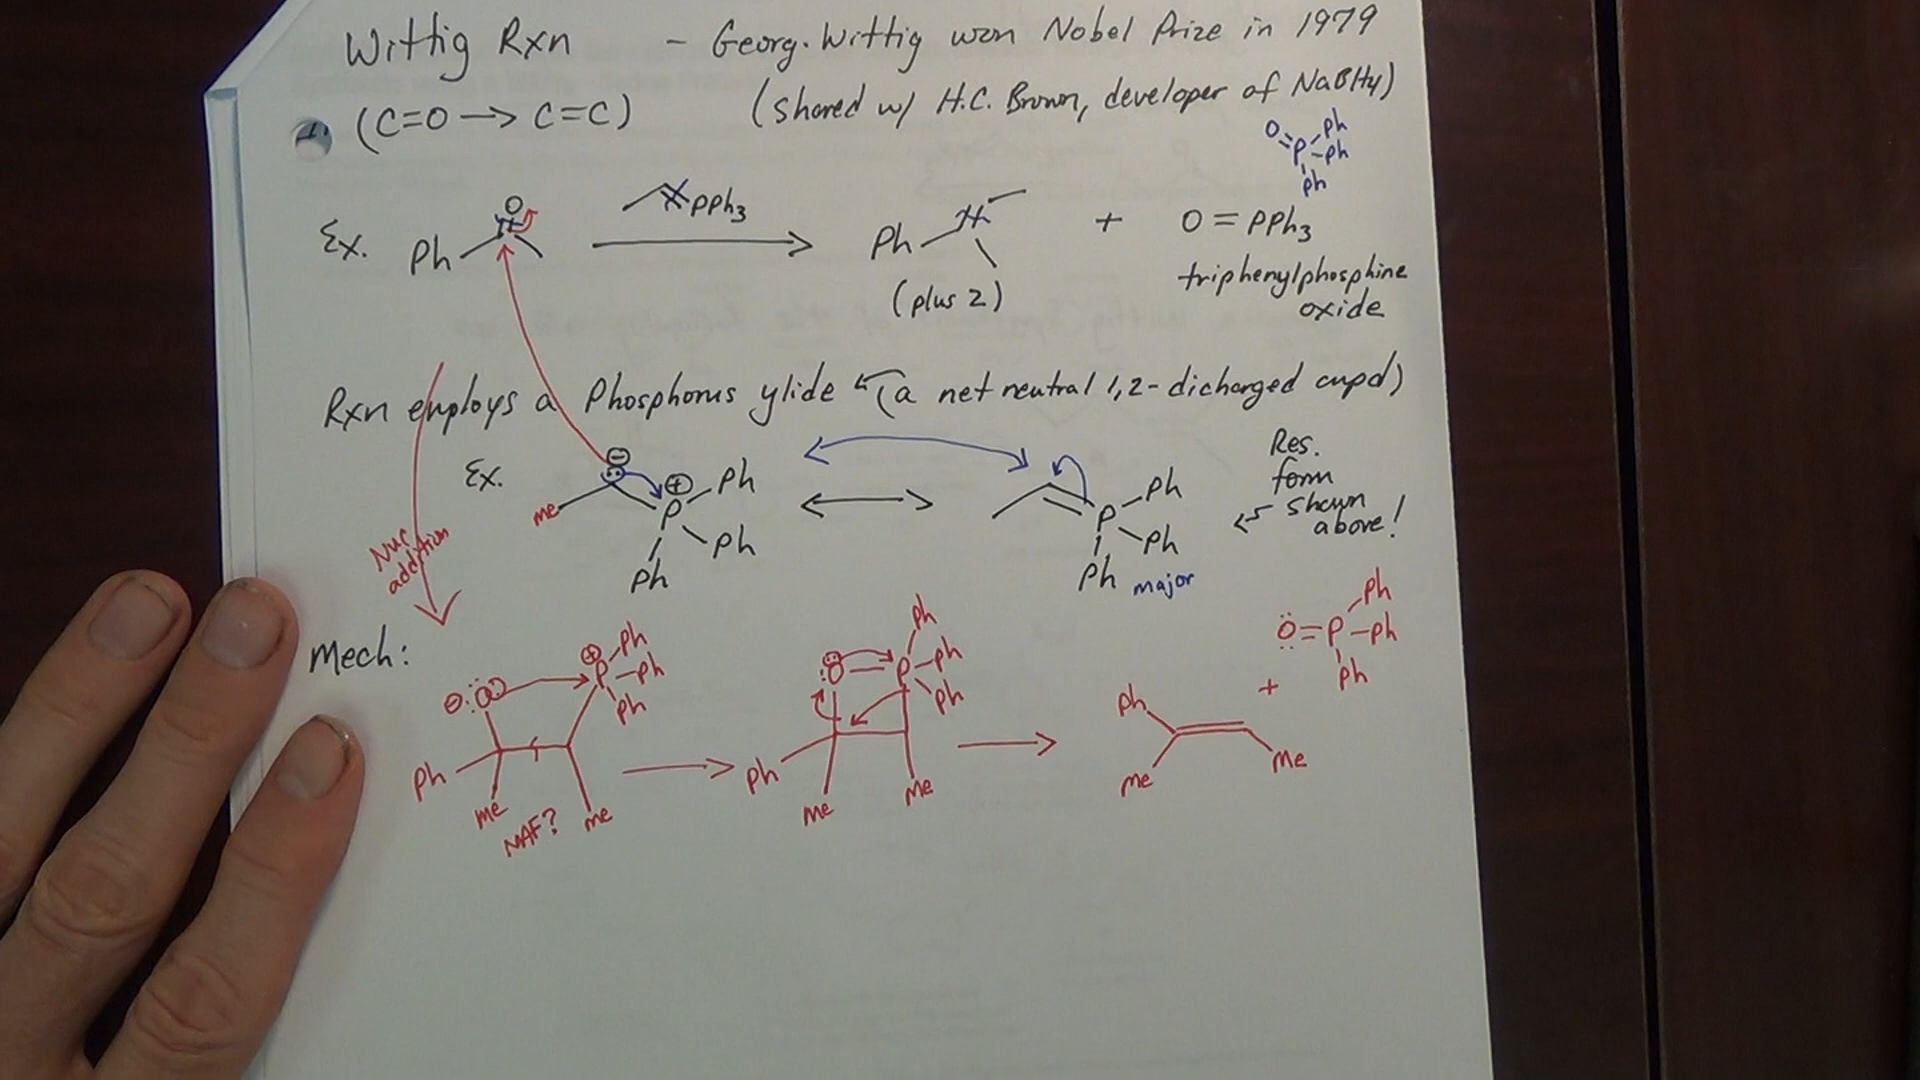 Wittig Rxn - Georg. Wittig won Nobel Prize in 1979
(C=O → C=C) (shared w/ H.C. Brown, developer of NaBH4)
O=P-Ph
-Ph
Ph
Ex. Ph O PPh3 → Ph + O=PPh3
(plus Z)
triphenylphosphine
oxide
Rxn employs a Phosphorus ylide ← (a net neutral 1,2-dicharged cmpd)
Ex. Me ⊖ : P ⊕ Ph Ph Ph ↔ P Ph Ph Ph major
Res.
form
shown
above!
Nuc
addition
Mech:
⊖ :O: P ⊕ Ph Ph Ph Ph Me Me
NAF?
→ :O: P Ph Ph Ph Ph Me Me
→ Ph Me Me + O=P-Ph Ph Ph